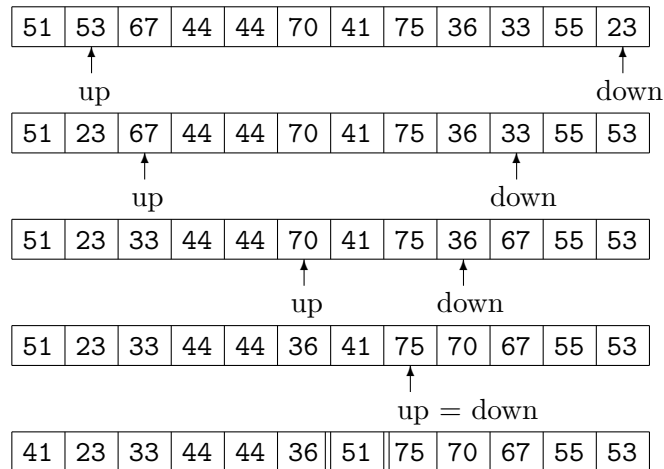 51 53 67 44 44 70 41 75 36 33 55 23
up down
51 23 67 44 44 70 41 75 36 33 55 53
up down
51 23 33 44 44 70 41 75 36 67 55 53
up down
51 23 33 44 44 36 41 75 70 67 55 53
up = down
41 23 33 44 44 36 51 75 70 67 55 53